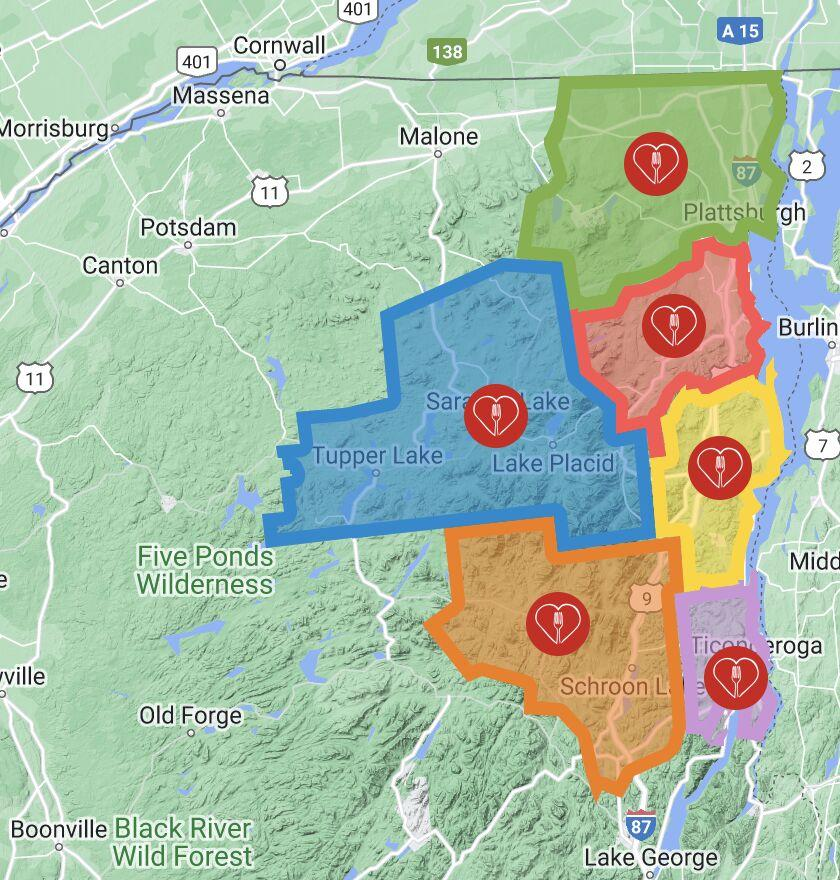 401
A 15
Cornwall
138
401
Massena
Morrisburg
Malone
2
87
11
Plattsburgh
Potsdam
Canton
Burlin
11
Saranac Lake
7
Tupper Lake
Lake Placid
Five Ponds
Wilderness
Midd
9
Ticonderoga
yville
Schroon Lake
Old Forge
87
Boonville
Black River
Wild Forest
Lake George